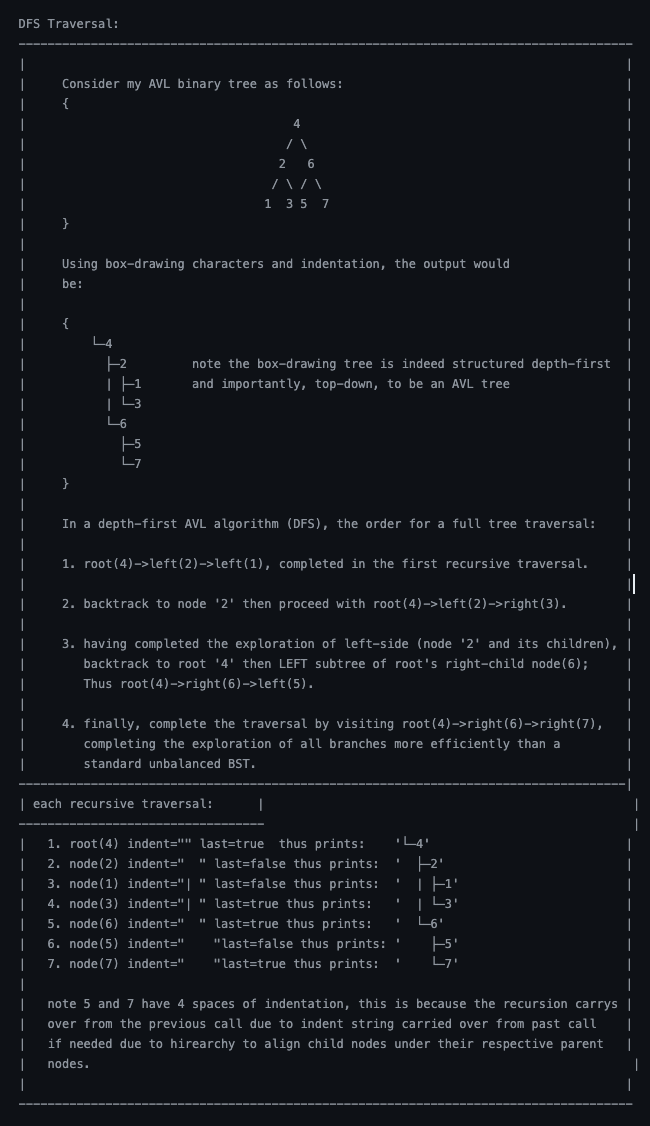 DFS Traversal:
-------------------------------------------------------------------------------------
|                                                                                   |
|     Consider my AVL binary tree as follows:                                       |
|     {                                                                             |
|                                     4                                             |
|                                    / \                                            |
|                                   2   6                                           |
|                                  / \ / \                                          |
|                                 1  3 5  7                                         |
|     }                                                                             |
|                                                                                   |
|     Using box-drawing characters and indentation, the output would                |
|     be:                                                                           |
|                                                                                   |
|     {                                                                             |
|         └─4                                                                       |
|           ├─2         note the box-drawing tree is indeed structured depth-first  |
|           | ├─1       and importantly, top-down, to be an AVL tree                |
|           | └─3                                                                   |
|           └─6                                                                     |
|             ├─5                                                                   |
|             └─7                                                                   |
|     }                                                                             |
|                                                                                   |
|     In a depth-first AVL algorithm (DFS), the order for a full tree traversal:    |
|                                                                                   |
|     1. root(4)->left(2)->left(1), completed in the first recursive traversal.     |
|                                                                                   |
|     2. backtrack to node '2' then proceed with root(4)->left(2)->right(3).        |
|                                                                                   |
|     3. having completed the exploration of left-side (node '2' and its children), |
|        backtrack to root '4' then LEFT subtree of root's right-child node(6);     |
|        Thus root(4)->right(6)->left(5).                                           |
|                                                                                   |
|     4. finally, complete the traversal by visiting root(4)->right(6)->right(7),   |
|        completing the exploration of all branches more efficiently than a         |
|        standard unbalanced BST.                                                   |
------------------------------------------------------------------------------------|
| each recursive traversal:      |                                                   |
----------------------------------                                                   |
|   1. root(4) indent="" last=true  thus prints:    '└─4'                           |
|   2. node(2) indent="  " last=false thus prints:  '  ├─2'                         |
|   3. node(1) indent="| " last=false thus prints:  '  | ├─1'                       |
|   4. node(3) indent="| " last=true thus prints:   '  | └─3'                       |
|   5. node(6) indent="  " last=true thus prints:   '  └─6'                         |
|   6. node(5) indent="    "last=false thus prints: '    ├─5'                       |
|   7. node(7) indent="    "last=true thus prints:  '    └─7'                       |
|                                                                                   |
|   note 5 and 7 have 4 spaces of indentation, this is because the recursion carrys |
|   over from the previous call due to indent string carried over from past call    |
|   if needed due to hirearchy to align child nodes under their respective parent   |
|   nodes.                                                                           |
|                                                                                   |
-------------------------------------------------------------------------------------